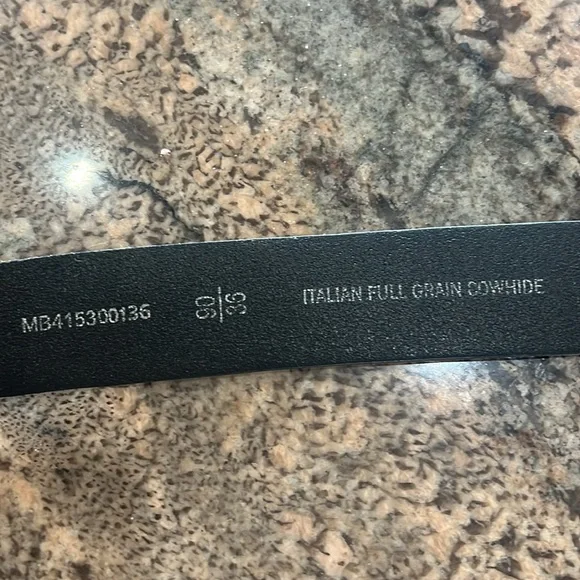 MB415300136
90
36
ITALIAN FULL GRAIN COWHIDE